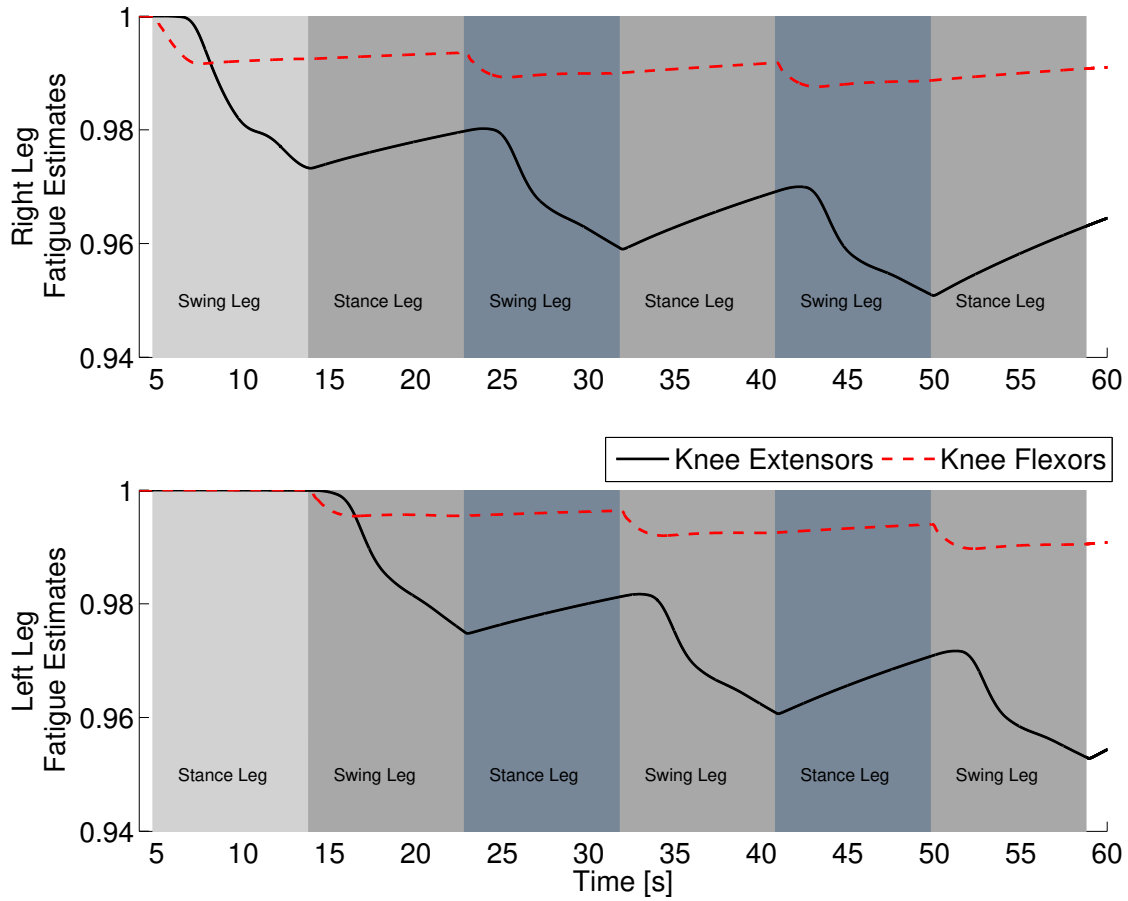 1
0.98
0.96
0.94
Right Leg
Fatigue Estimates
Swing Leg Stance Leg Swing Leg Stance Leg Swing Leg Stance Leg
5 10 15 20 25 30 35 40 45 50 55 60
Knee Extensors Knee Flexors
1
0.98
0.96
0.94
Left Leg
Fatigue Estimates
Stance Leg Swing Leg Stance Leg Swing Leg Stance Leg Swing Leg
5 10 15 20 25 30 35 40 45 50 55 60
Time [s]